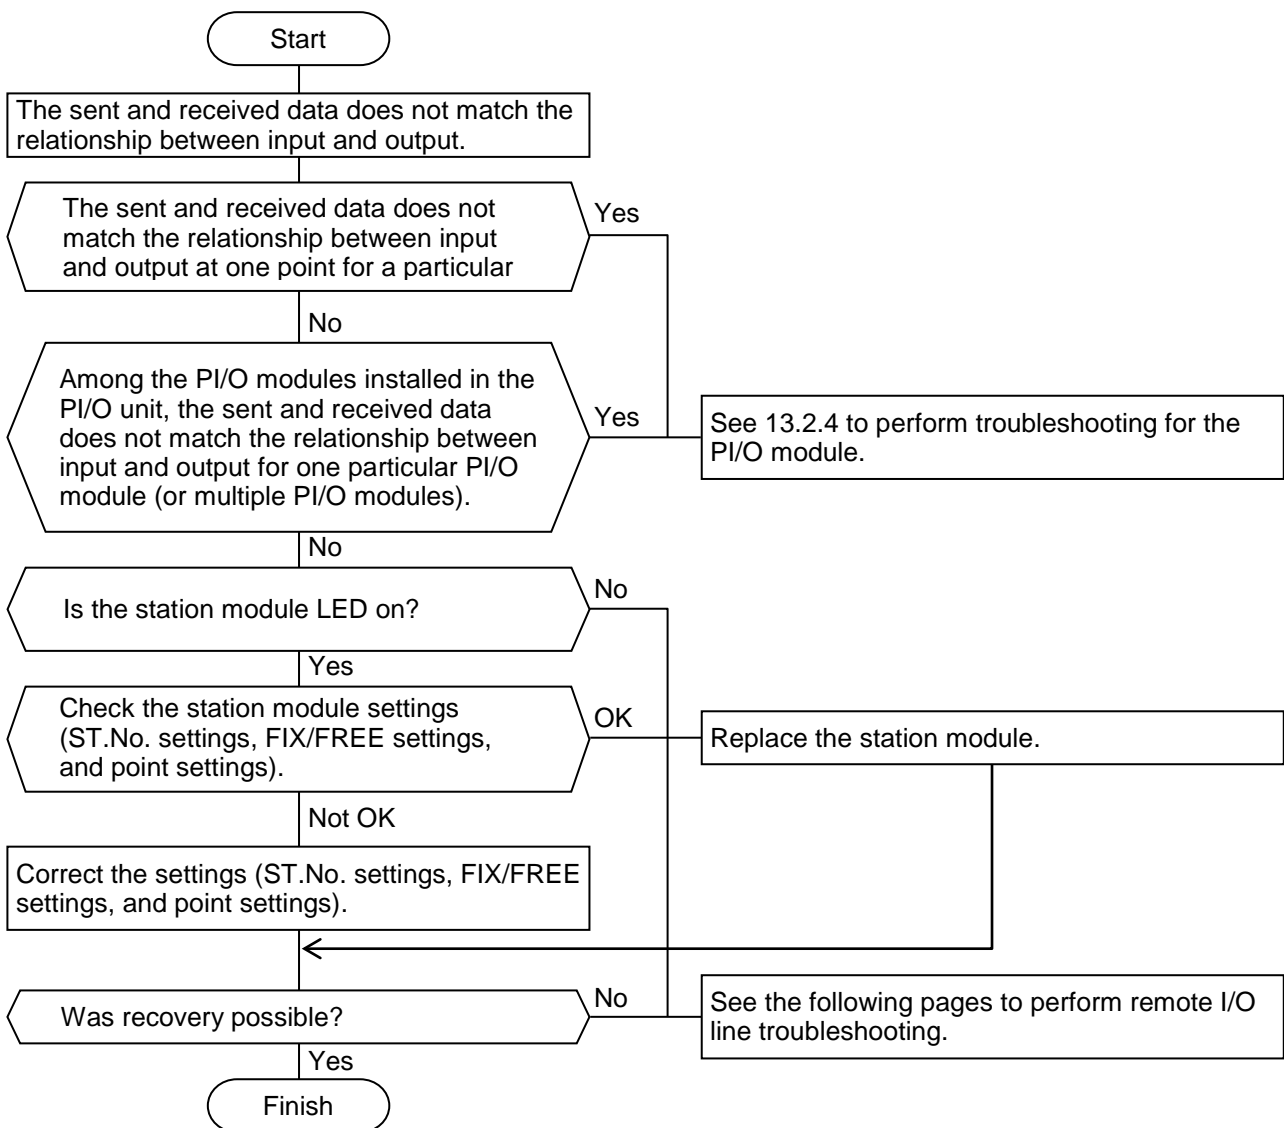 Start
The sent and received data does not match the
relationship between input and output.
The sent and received data does not
match the relationship between input
and output at one point for a particular
Yes
No
Among the PI/O modules installed in the
PI/O unit, the sent and received data
does not match the relationship between
input and output for one particular PI/O
module (or multiple PI/O modules).
Yes
See 13.2.4 to perform troubleshooting for the
PI/O module.
No
Is the station module LED on?
No
Yes
Check the station module settings
(ST.No. settings, FIX/FREE settings,
and point settings).
OK
Replace the station module.
Not OK
Correct the settings (ST.No. settings, FIX/FREE
settings, and point settings).
Was recovery possible?
No
See the following pages to perform remote I/O
line troubleshooting.
Yes
Finish